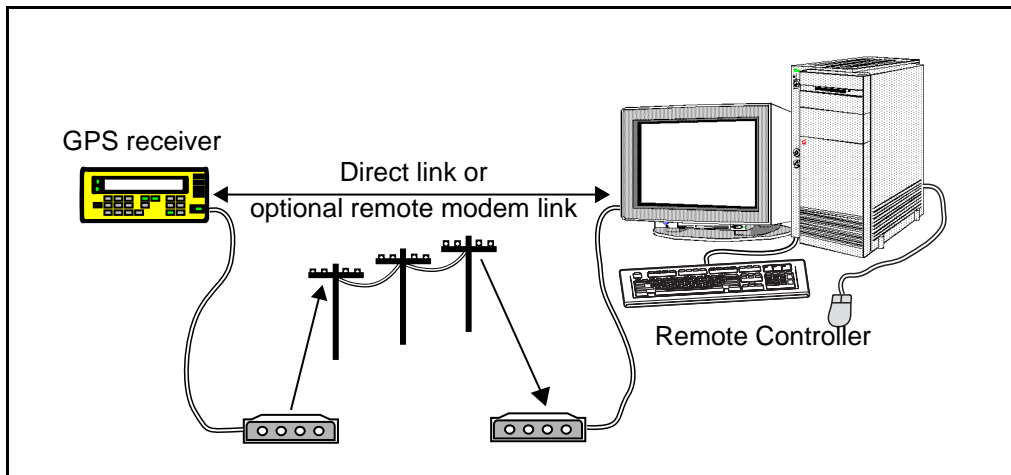 GPS receiver
Direct link or
optional remote modem link
Remote Controller